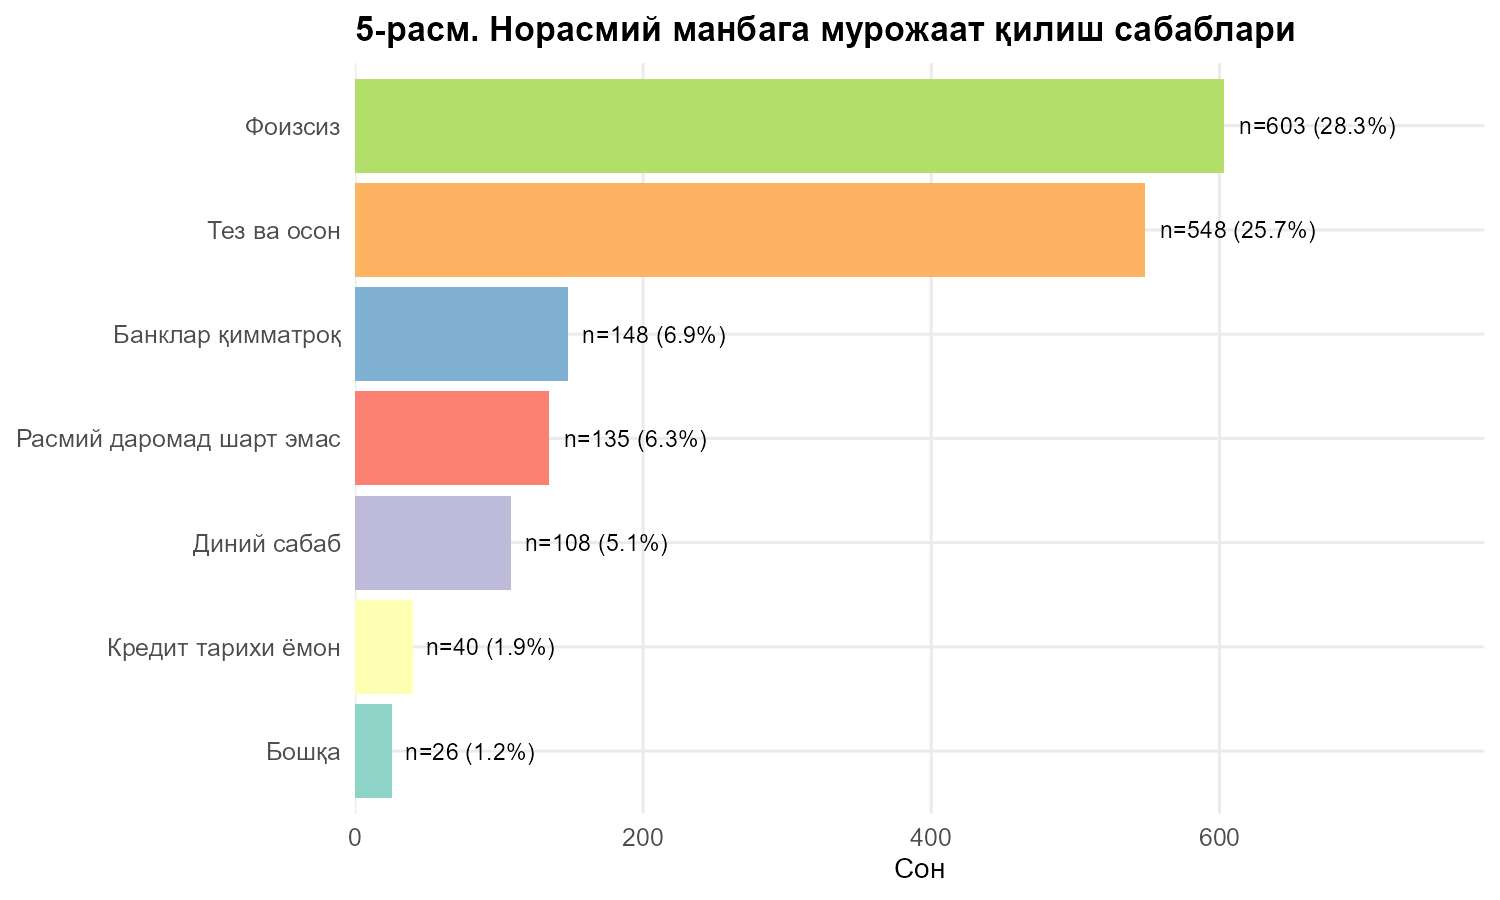 5-расм. Норасмий манбага мурожаат қилиш сабаблари
Фоизсиз n=603 (28.3%)
Тез ва осон n=548 (25.7%)
Банклар қимматроқ n=148 (6.9%)
Расмий даромад шарт эмас n=135 (6.3%)
Диний сабаб n=108 (5.1%)
Кредит тарихи ёмон n=40 (1.9%)
Бошқа n=26 (1.2%)
0 200 400 600
Сон